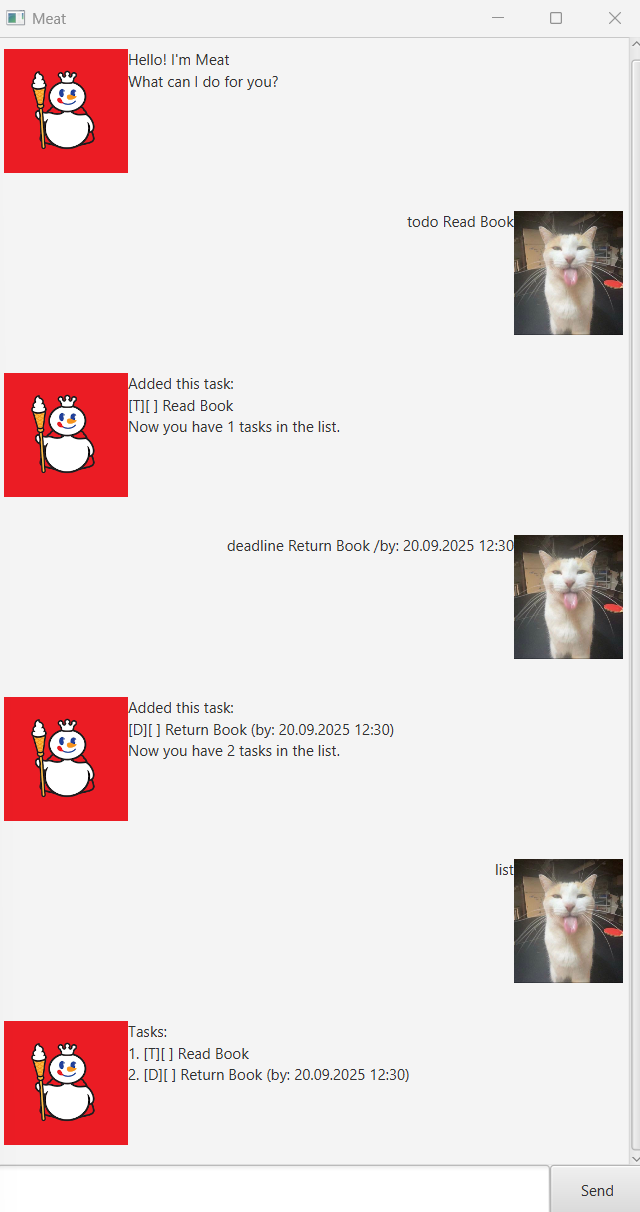 Meat
Hello! I'm Meat
What can I do for you?
todo Read Book
Added this task:
[T][ ] Read Book
Now you have 1 tasks in the list.
deadline Return Book /by: 20.09.2025 12:30
Added this task:
[D][ ] Return Book (by: 20.09.2025 12:30)
Now you have 2 tasks in the list.
list
Tasks:
1. [T][ ] Read Book
2. [D][ ] Return Book (by: 20.09.2025 12:30)
Send